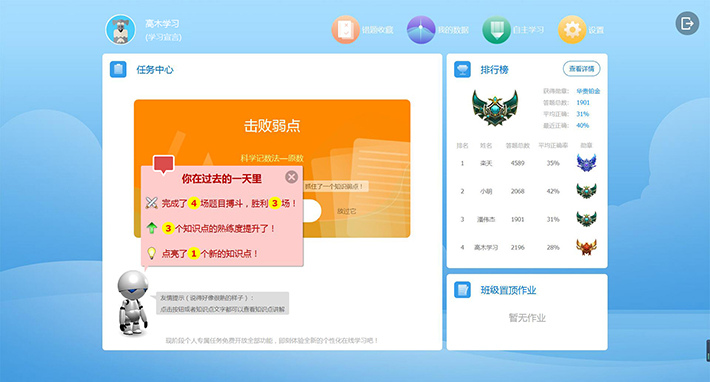 高木学习
(学习宣言)
错题收藏
我的数据
自主学习
设置
任务中心
击败弱点
科学记数法—原数
抓住了一个知识弱点！
放过它
你在过去的一天里
完成了 4 场题目搏斗，胜利 3 场！
3 个知识点的熟练度提升了！
点亮了 1 个新的知识点！
友情提示（说得好像很熟的样子）：
点击按钮或者知识点文字都可以查看知识点讲解
现阶段个人专属任务免费开放全部功能，即刻体验全新的个性化在线学习吧！
排行榜
查看详情
获得勋章： 华贵铂金
答题总数： 1901
平均正确： 31%
最近正确： 40%
排名 姓名 答题总数 平均正确率 勋章
1 栾天 4589 35%
2 小明 2068 42%
3 潘伟杰 1901 31%
4 高木学习 2196 28%
班级置顶作业
暂无作业